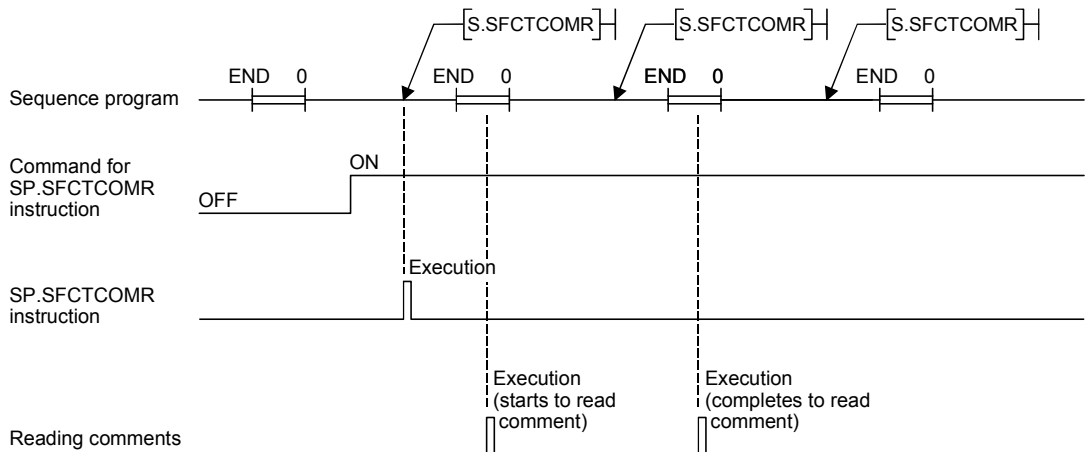 S.SFCTCOMR S.SFCTCOMR S.SFCTCOMR
END 0 END 0 END 0 END 0
Sequence program
Command for
SP.SFCTCOMR
instruction
ON
OFF
Execution
SP.SFCTCOMR
instruction
Execution
(starts to read
comment)
Execution
(completes to read
comment)
Reading comments